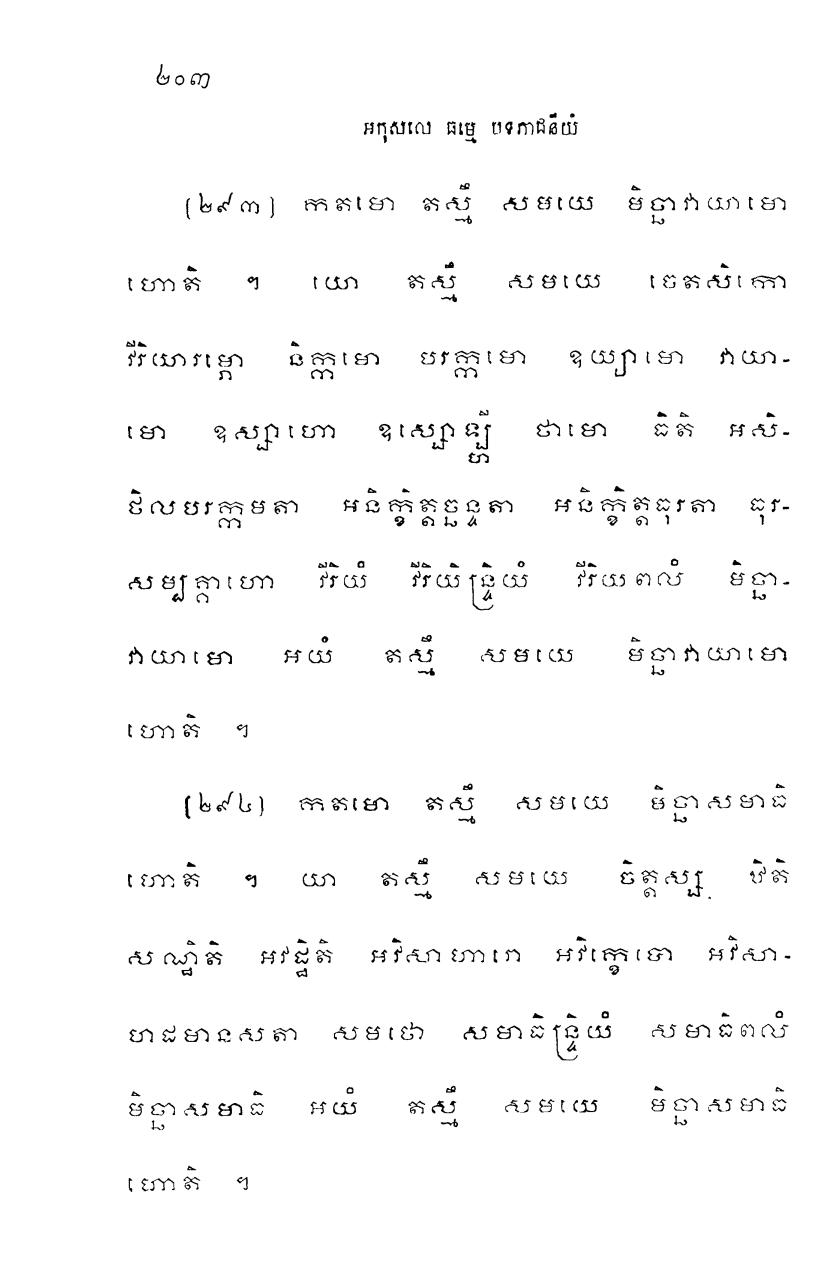 ២០៣
អកុសលេ ធម្មេ បទភាជនីយំ
(២៩៣) កតមោ តស្មឹ សមយេ មិច្ឆាវាយាមោ
ហោតិ ។ យោ តស្មឹ សមយេ ចេតសិកោ
វីរិយារម្ភោ និក្កមោ បរក្កមោ ឧយ្យាមោ វាយា-
មោ ឧស្សាហោ ឧស្សោឡ្ហី ថាមោ ធិតិ អសិ-
ថិលបរក្កមតា អនិក្ខិត្តច្ឆន្ទតា អនិក្ខិត្តធុរតា ធុរ-
សម្បគ្គាហោ វីរិយំ វីរិយិន្ទ្រិយំ វីរិយពលំ មិច្ឆា-
វាយាមោ អយំ តស្មឹ សមយេ មិច្ឆាវាយាមោ
ហោតិ ។
(២៩៤) កតមោ តស្មឹ សមយេ មិច្ឆាសមាធិ
ហោតិ ។ យា តស្មឹ សមយេ ចិត្តស្ស ឋិតិ
សណ្ឋិតិ អវដ្ឋិតិ អវិសាហារោ អវិក្ខេបោ អវិសា-
ហដមានសតា សមថោ សមាធិន្ទ្រិយំ សមាធិពលំ
មិច្ឆាសមាធិ អយំ តស្មឹ សមយេ មិច្ឆាសមាធិ
ហោតិ ។